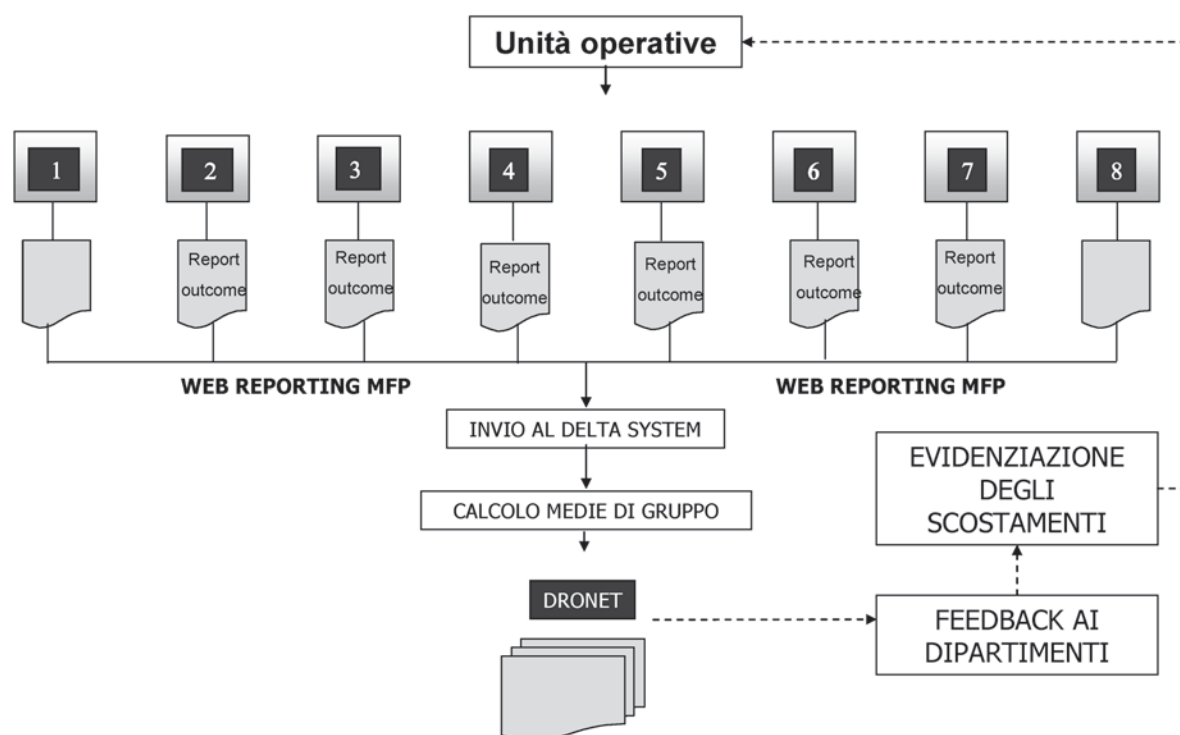 Unità operative
1 2 3 4 5 6 7 8
Report Report Report Report Report Report
outcome outcome outcome outcome outcome outcome
WEB REPORTING MFP WEB REPORTING MFP
INVIO AL DELTA SYSTEM
CALCOLO MEDIE DI GRUPPO
EVIDENZIAZIONE
DEGLI
SCOSTAMENTI
DRONET
FEEDBACK AI
DIPARTIMENTI